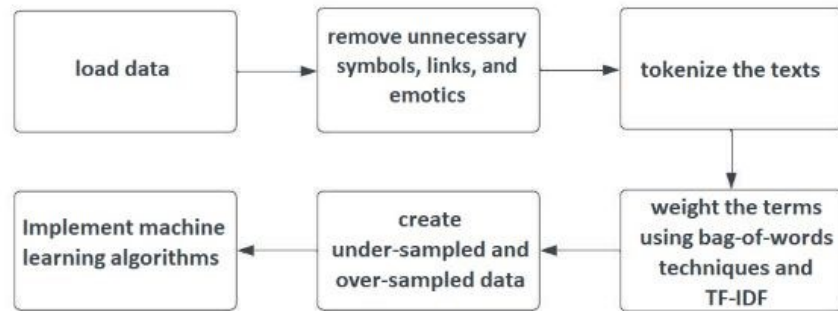 load data
remove unnecessary
symbols, links, and
emotics
tokenize the texts
weight the terms
using bag-of-words
techniques and
TF-IDF
create
under-sampled and
over-sampled data
Implement machine
learning algorithms